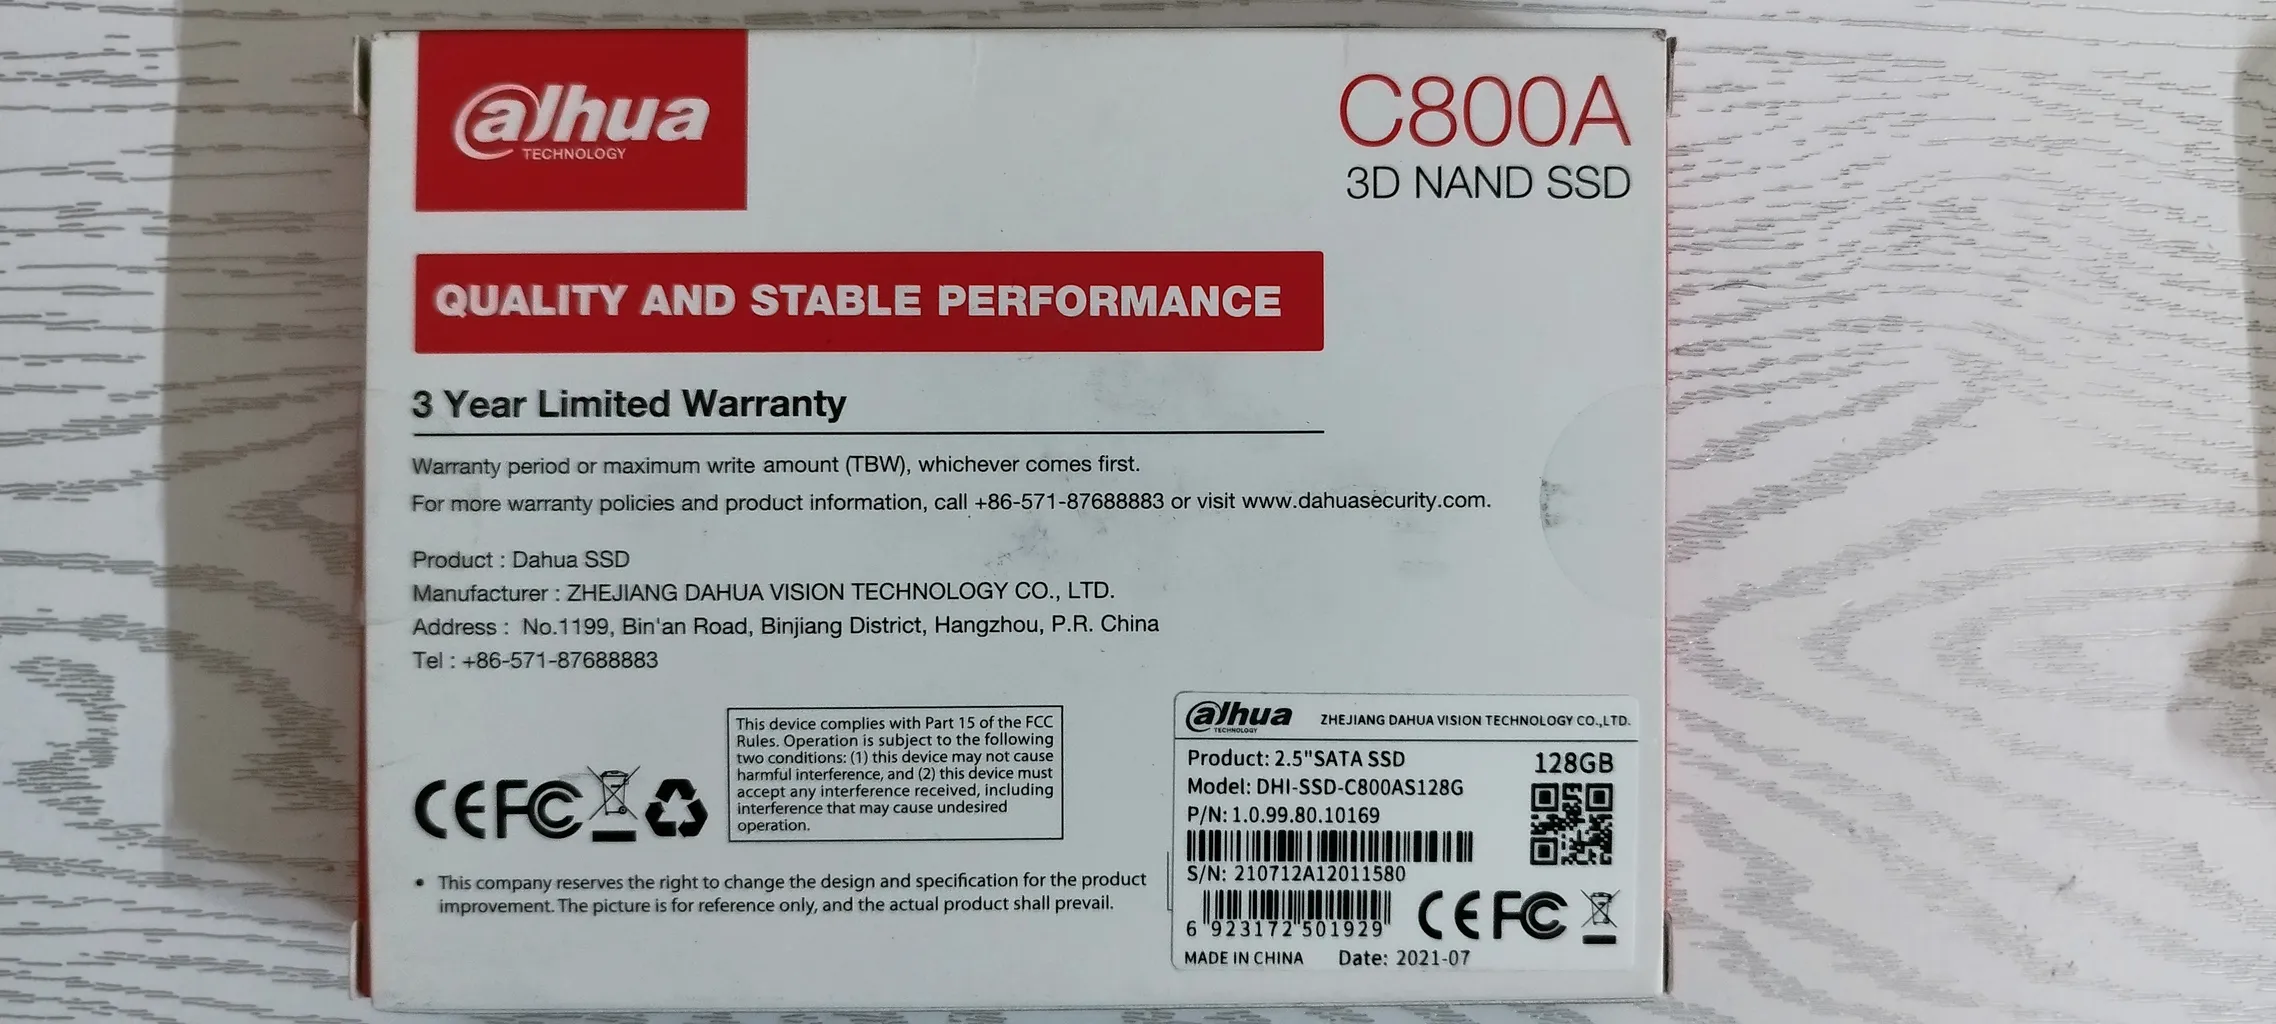 alhua
TECHNOLOGY
C800A
3D NAND SSD
QUALITY AND STABLE PERFORMANCE
3 Year Limited Warranty
Warranty period or maximum write amount (TBW), whichever comes first.
For more warranty policies and product information, call +86-571-87688883 or visit www.dahuasecurity.com.
Product : Dahua SSD
Manufacturer : ZHEJIANG DAHUA VISION TECHNOLOGY CO., LTD.
Address : No.1199, Bin'an Road, Binjiang District, Hangzhou, P.R. China
Tel : +86-571-87688883
CE FC
This device complies with Part 15 of the FCC
Rules. Operation is subject to the following
two conditions: (1) this device may not cause
harmful interference, and (2) this device must
accept any interference received, including
interference that may cause undesired
operation.
• This company reserves the right to change the design and specification for the product
improvement. The picture is for reference only, and the actual product shall prevail.
alhua
TECHNOLOGY
ZHEJIANG DAHUA VISION TECHNOLOGY CO.,LTD.
Product: 2.5"SATA SSD
128GB
Model: DHI-SSD-C800AS128G
P/N: 1.0.99.80.10169
S/N: 210712A12011580
6 923172 501929
CE FC
MADE IN CHINA Date: 2021-07